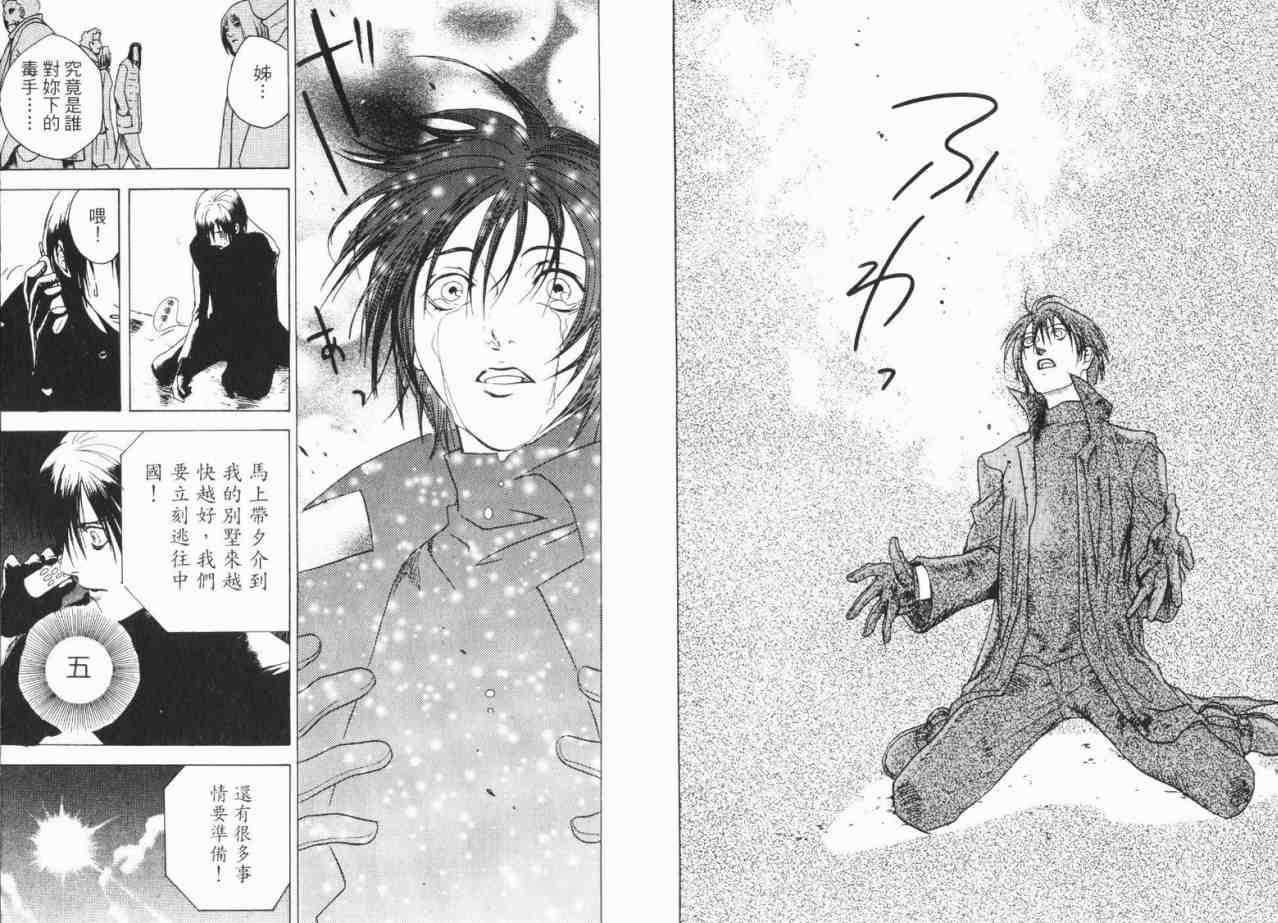 ふわっ
姊…
究竟是誰
對妳下的
毒手……
喂！
馬上帶夕介到
我的別墅來越
快越好，我們
要立刻逃往中
國！
五
還有很多事
情要準備！